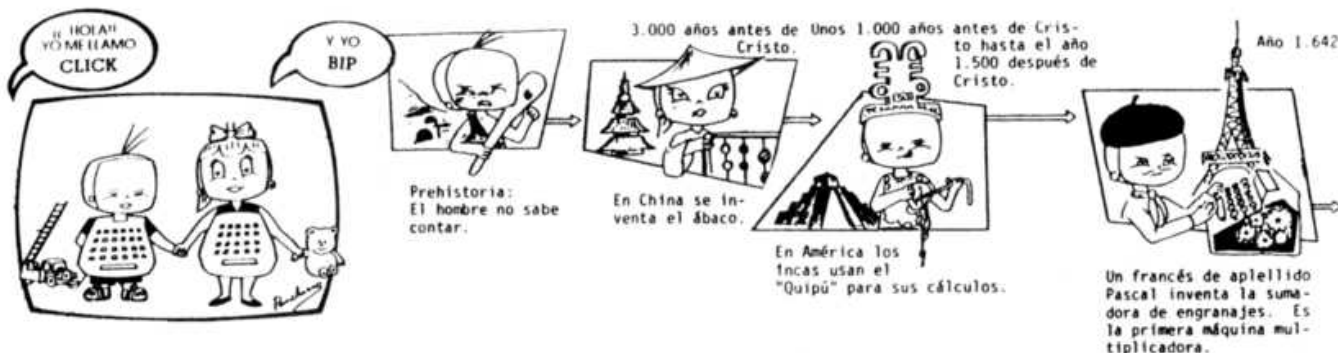 ¡¡ HOLA!!
YO ME LLAMO
CLICK
Y YO
BIP
Prehistoria:
El hombre no sabe
contar.
3.000 años antes de
Cristo.
En China se in-
venta el ábaco.
Unos 1.000 años antes de Cris-
to hasta el año
1.500 después de
Cristo.
En América los
incas usan el
"Quipú" para sus cálculos.
Año 1.642
Un francés de aplellido
Pascal inventa la suma-
dora de engranajes. Es
la primera máquina mul-
tiplicadora.